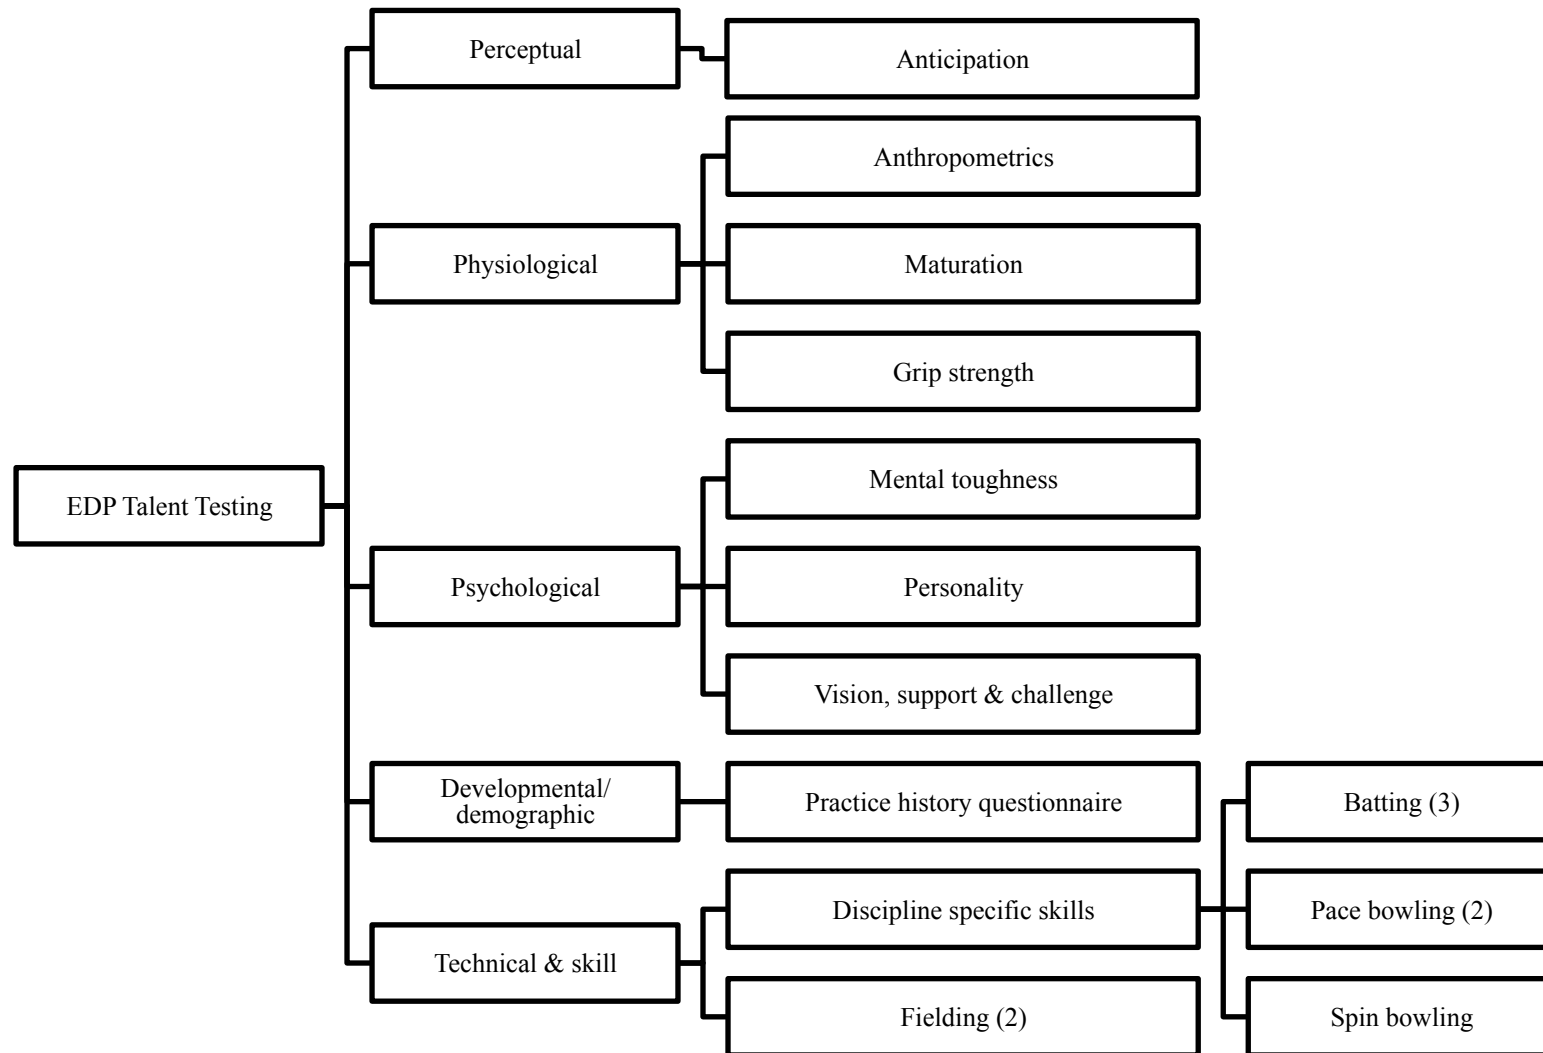 Perceptual
Anticipation
Anthropometrics
Physiological
Maturation
Grip strength
EDP Talent Testing
Mental toughness
Psychological
Personality
Vision, support & challenge
Developmental/
demographic
Practice history questionnaire
Batting (3)
Technical & skill
Discipline specific skills
Pace bowling (2)
Fielding (2)
Spin bowling